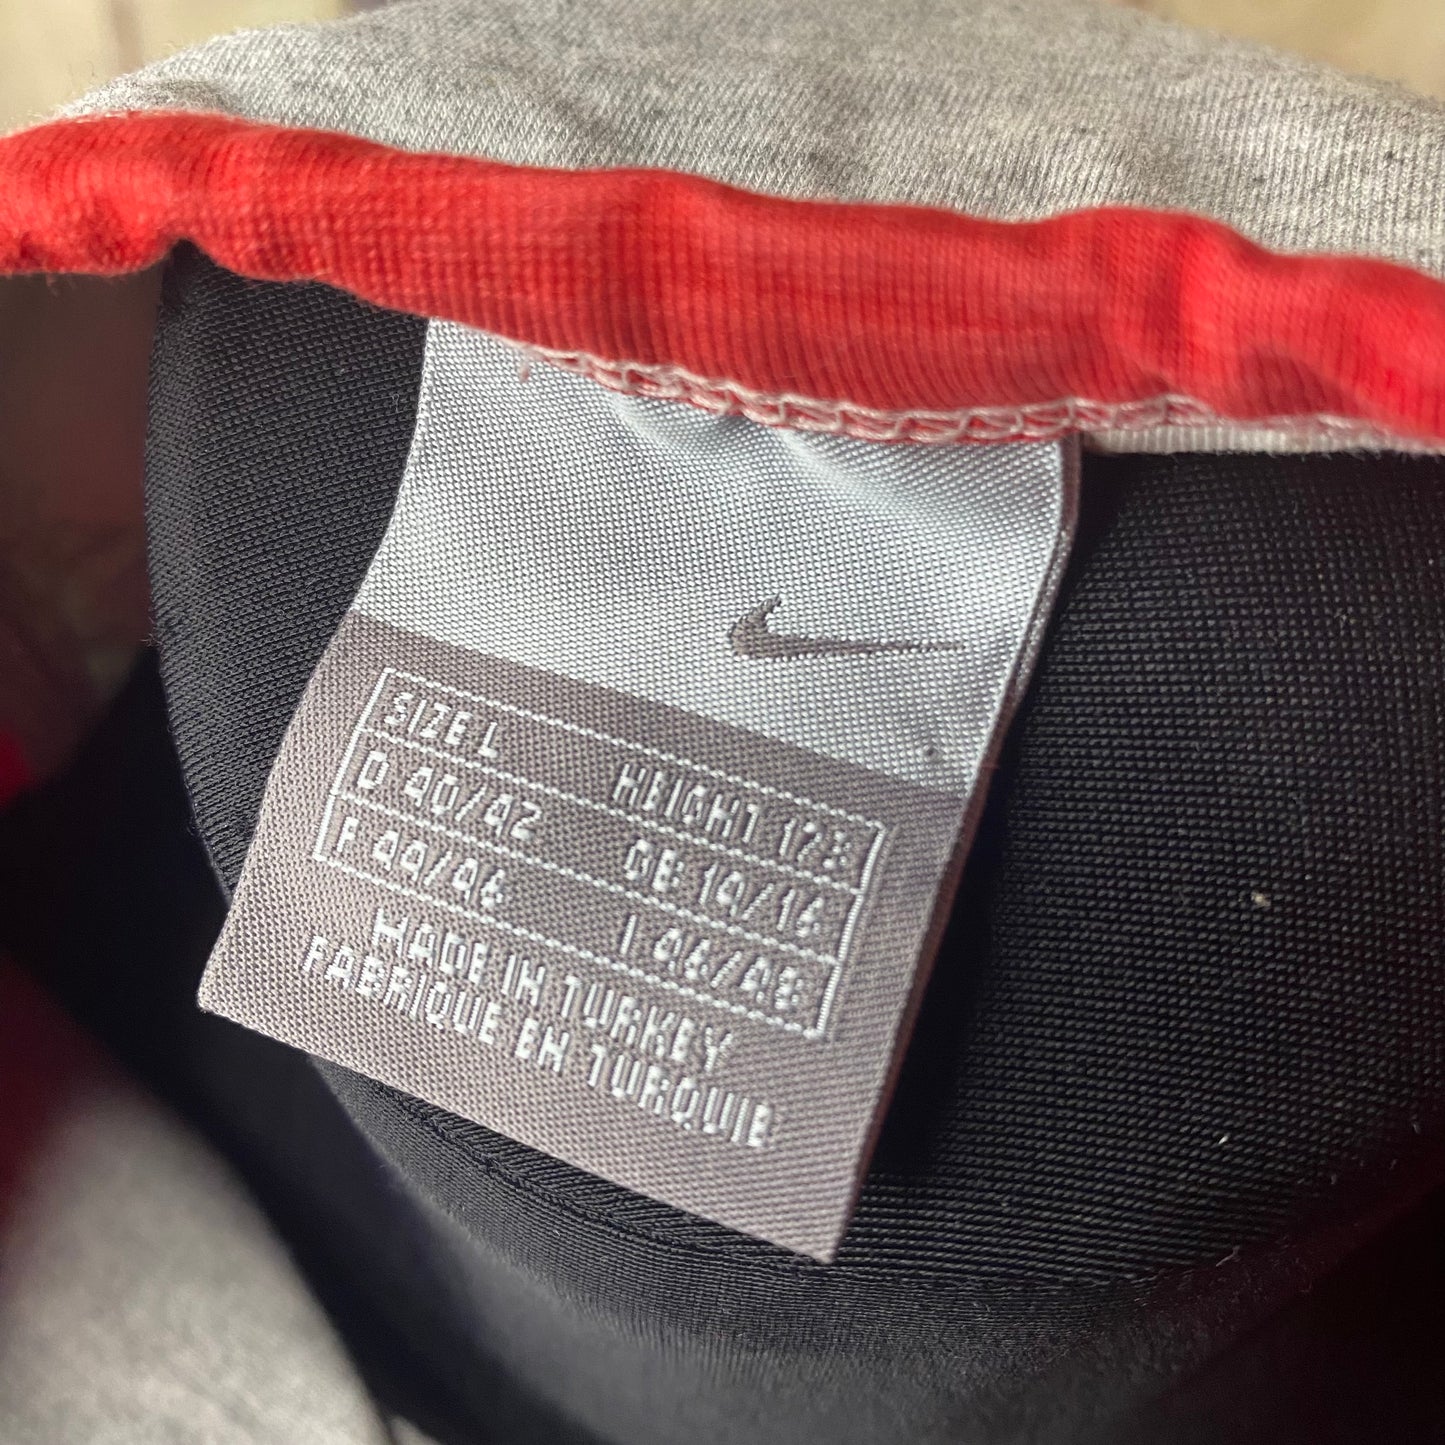 SIZE L HEIGHT 173
D 40/42 GB 14/16
F 44/46 I 46/48
MADE IN TURKEY
FABRIQUE EN TURQUIE